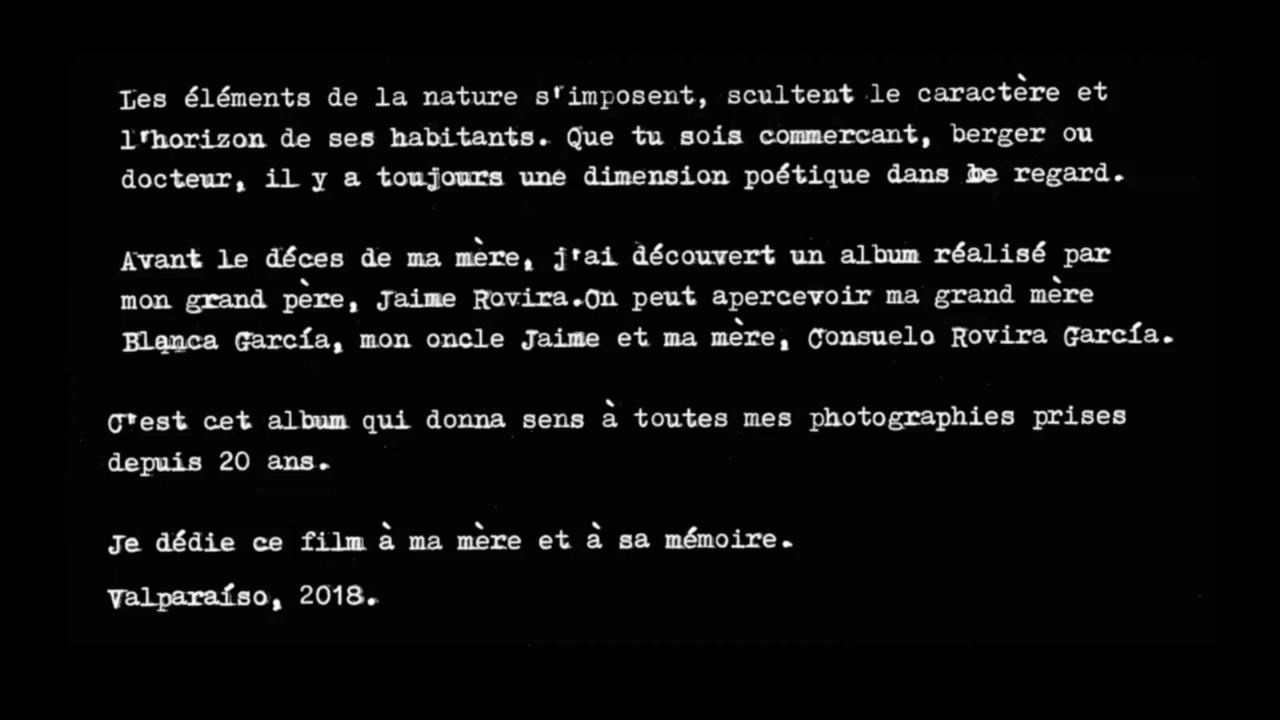 Les éléments de la nature s'imposent, scultent le caractère et
l'horizon de ses habitants. Que tu sois commercant, berger ou
docteur, il y a toujours une dimension poétique dans regard.
Avant le déces de ma mère, j'ai découvert un album réalisé par
mon grand père, Jaime Rovira.On peut apercevoir ma grand mère
Blanca García, mon oncle Jaime et ma mère, Consuelo Rovira García.
C'est cet album qui donna sens à toutes mes photographies prises
depuis 20 ans.
Je dédie ce film à ma mère et à sa mémoire.
Valparaíso, 2018.